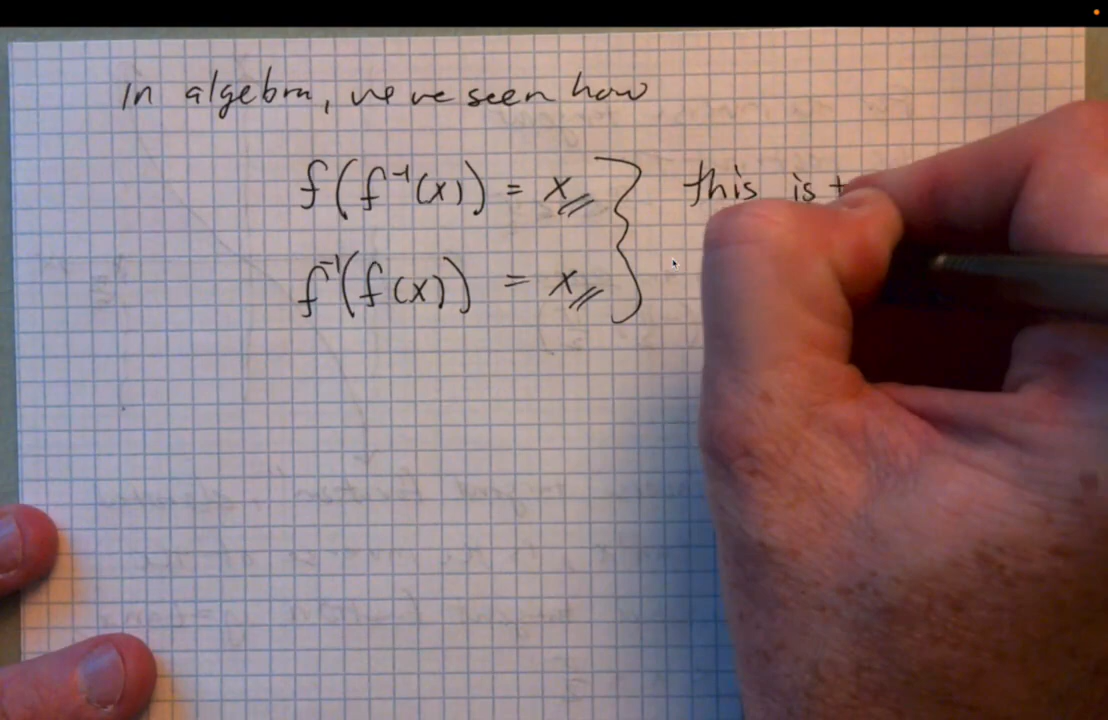 In algebra, we've seen how
f(f⁻¹(x)) = x } this is
f⁻¹(f(x)) = x